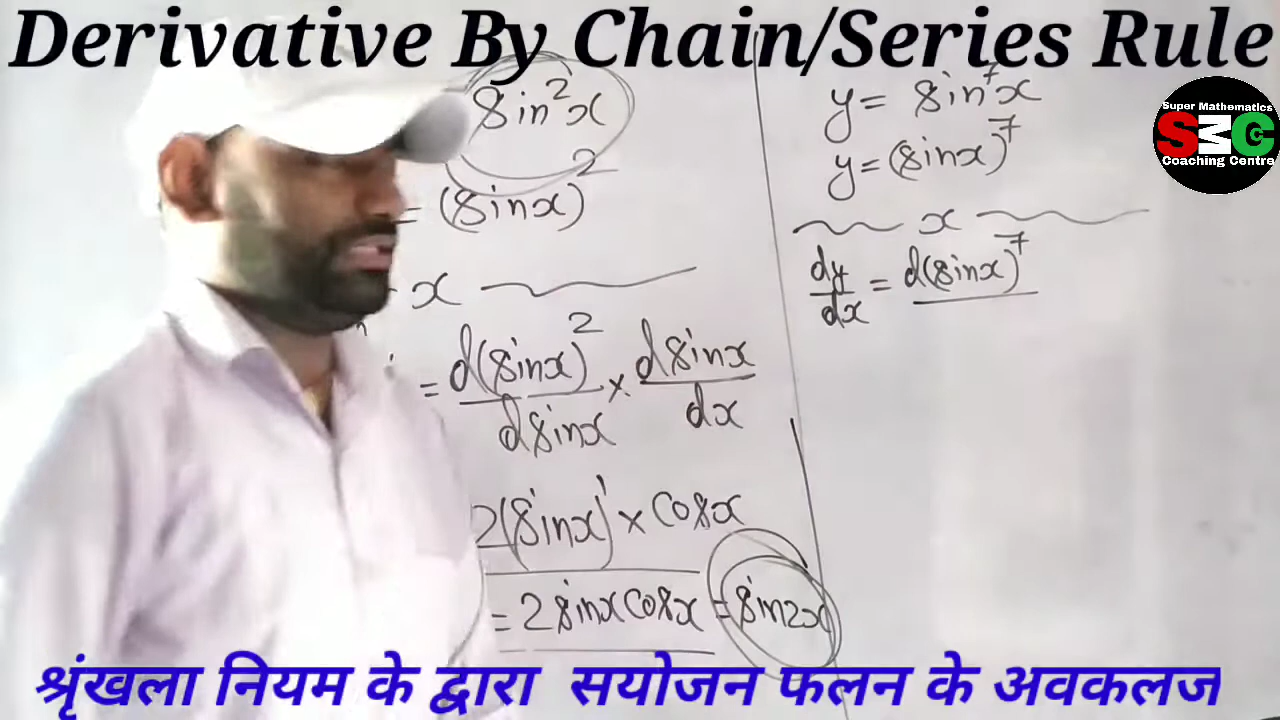 Derivative By Chain/Series Rule
sin²x
= (sinx)²
x
= d(sinx)²/dsinx × dsinx/dx
2(sinx)¹ × cosx
= 2sinxcosx = sin2x
y = sin⁷x
y = (sinx)⁷
x
dy/dx = d(sinx)⁷
Super Mathematics
SMC
Coaching Centre
श्रृंखला नियम के द्वारा सयोजन फलन के अवकलज